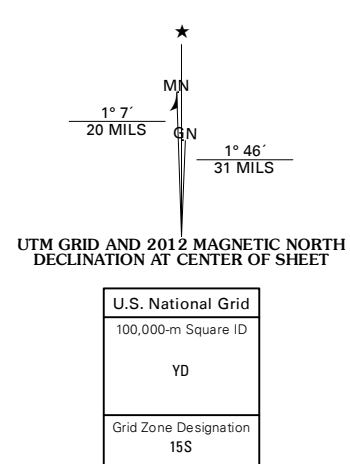 ★
MN
1° 7´
20 MILS
GN
1° 46´
31 MILS
UTM GRID AND 2012 MAGNETIC NORTH
DECLINATION AT CENTER OF SHEET
U.S. National Grid
100,000-m Square ID
YD
Grid Zone Designation
15S